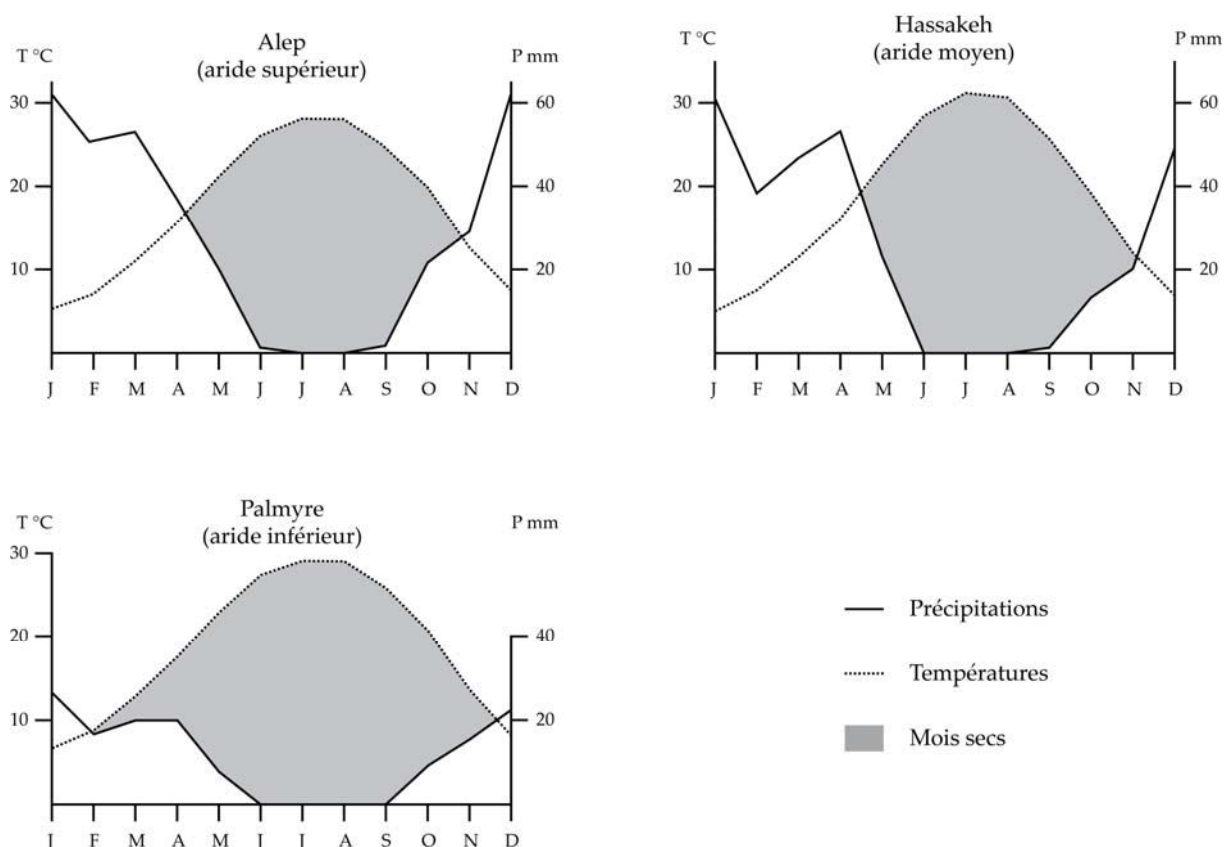 Alep
(aride supérieur)
T °C
P mm
30
20
10
60
40
20
J F M A M J J A S O N D
Hassakeh
(aride moyen)
T °C
P mm
30
20
10
60
40
20
J F M A M J J A S O N D
Palmyre
(aride inférieur)
T °C
P mm
30
20
10
40
20
J F M A M J J A S O N D
Précipitations
Températures
Mois secs